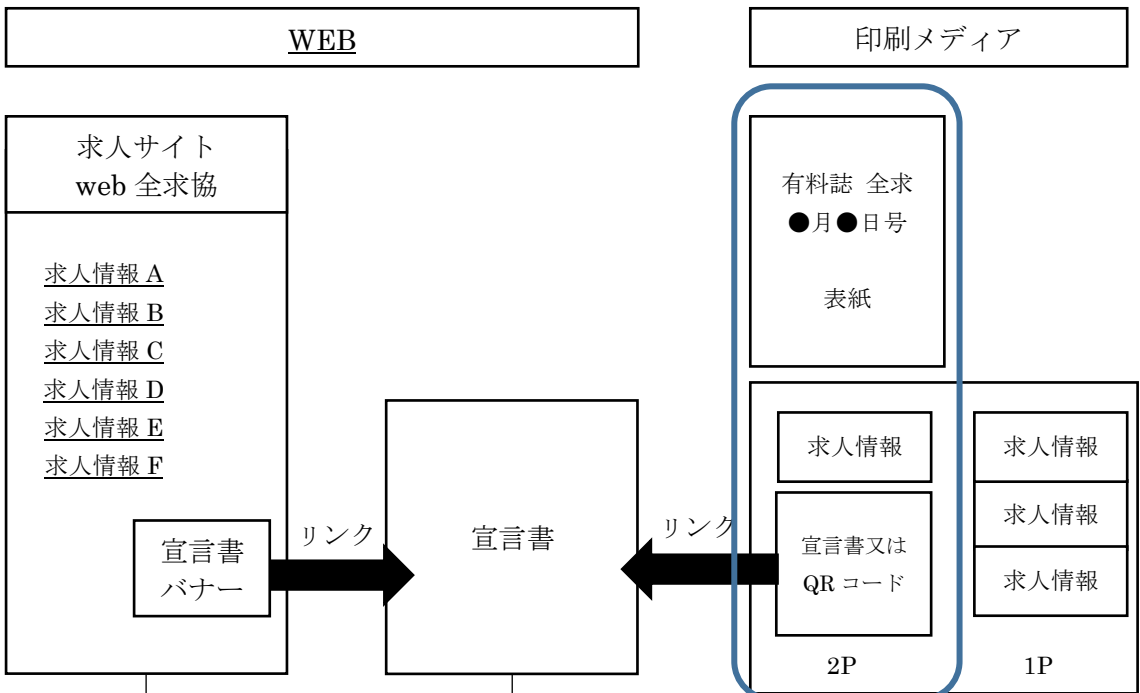 WEB
印刷メディア
求人サイト
web 全求協
求人情報 A
求人情報 B
求人情報 C
求人情報 D
求人情報 E
求人情報 F
宣言書
バナー
リンク
宣言書
リンク
有料誌 全求
●月●日号
表紙
求人情報
宣言書又は
QR コード
2P
求人情報
求人情報
求人情報
1P